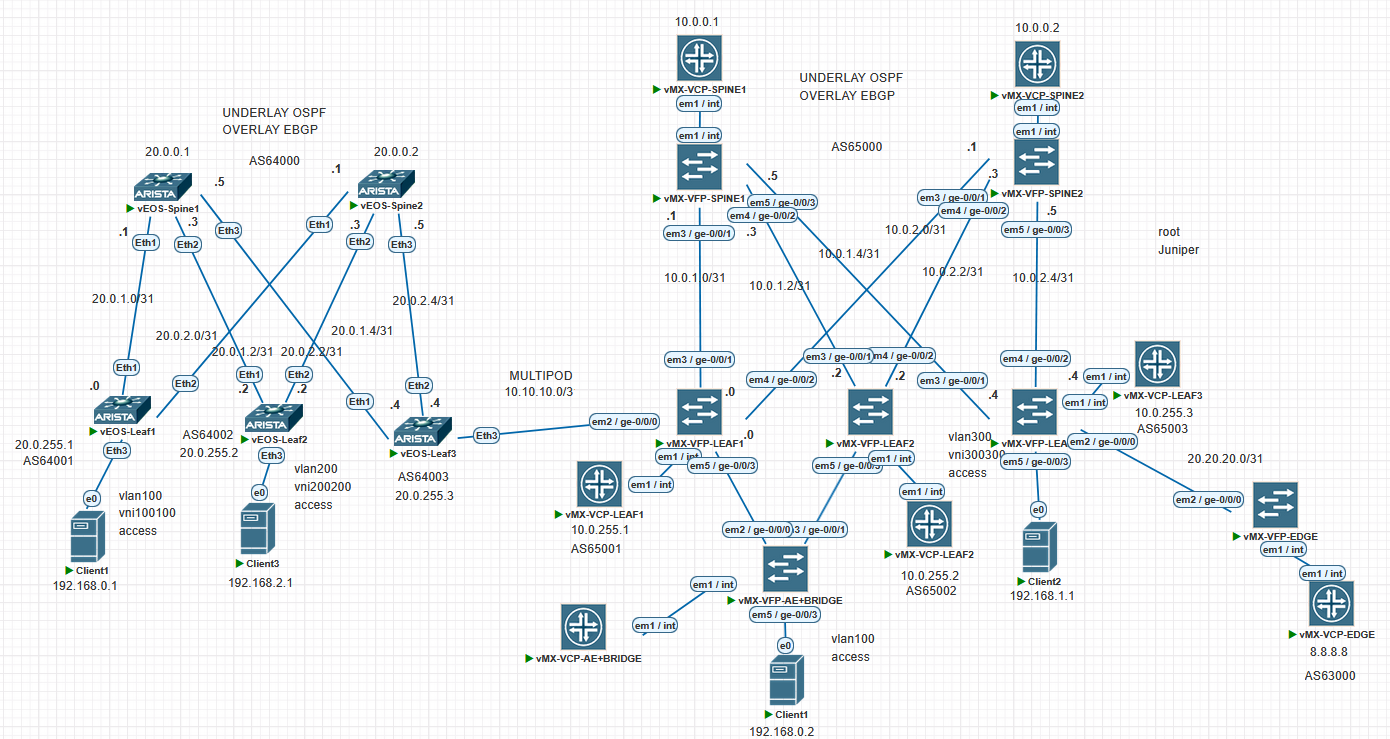 10.0.0.1
10.0.0.2
vMX-VCP-SPINE1
em1 / int
em1 / int
vMX-VFP-SPINE1
UNDERLAY OSPF
OVERLAY EBGP
AS65000
vMX-VCP-SPINE2
em1 / int
em1 / int
vMX-VFP-SPINE2
UNDERLAY OSPF
OVERLAY EBGP
AS64000
20.0.0.1
20.0.0.2
ARISTA
vEOS-Spine1
ARISTA
vEOS-Spine2
.5
.1
.1
.3
.3
.5
Eth1
Eth2
Eth3
Eth1
Eth2
Eth3
20.0.1.0/31
20.0.2.0/31
20.0.1.2/31
20.0.2.2/31
20.0.1.4/31
20.0.2.4/31
.5
.1
.3
.1
.3
.5
em5 / ge-0/0/3
em4 / ge-0/0/2
em3 / ge-0/0/1
em3 / ge-0/0/1
em4 / ge-0/0/2
em5 / ge-0/0/3
root
Juniper
10.0.1.0/31
10.0.1.2/31
10.0.1.4/31
10.0.2.0/31
10.0.2.2/31
10.0.2.4/31
Eth1
Eth2
Eth1
Eth2
Eth1
Eth2
.0
.2
.2
.4
.4
ARISTA
vEOS-Leaf1
20.0.255.1
AS64001
Eth3
ARISTA
vEOS-Leaf2
AS64002
20.0.255.2
Eth3
ARISTA
vEOS-Leaf3
AS64003
20.0.255.3
Eth3
MULTIPOD
10.10.10.0/3
em2 / ge-0/0/0
em3 / ge-0/0/1
em4 / ge-0/0/2
em3 / ge-0/0/1
em4 / ge-0/0/2
em3 / ge-0/0/1
em4 / ge-0/0/2
.0
.0
.2
.2
.4
.4
vMX-VFP-LEAF1
em1 / int
em5 / ge-0/0/3
em1 / int
vMX-VCP-LEAF1
10.0.255.1
AS65001
vMX-VFP-LEAF2
em5 / ge-0/0/3
em1 / int
em1 / int
vMX-VCP-LEAF2
10.0.255.2
AS65002
vlan300
vni300300
access
em1 / int
em1 / int
vMX-VCP-LEAF3
10.0.255.3
AS65003
em2 / ge-0/0/0
em5 / ge-0/0/3
20.20.20.0/31
em2 / ge-0/0/0
vMX-VFP-EDGE
em1 / int
em1 / int
vMX-VCP-EDGE
8.8.8.8
AS63000
e0
Client2
192.168.1.1
e0
vlan100
vni100100
access
Client1
192.168.0.1
e0
vlan200
vni200200
access
Client3
192.168.2.1
em2 / ge-0/0/0
3 / ge-0/0/1
em1 / int
em1 / int
vMX-VFP-AE+BRIDGE
em5 / ge-0/0/3
vMX-VCP-AE+BRIDGE
e0
vlan100
access
Client1
192.168.0.2